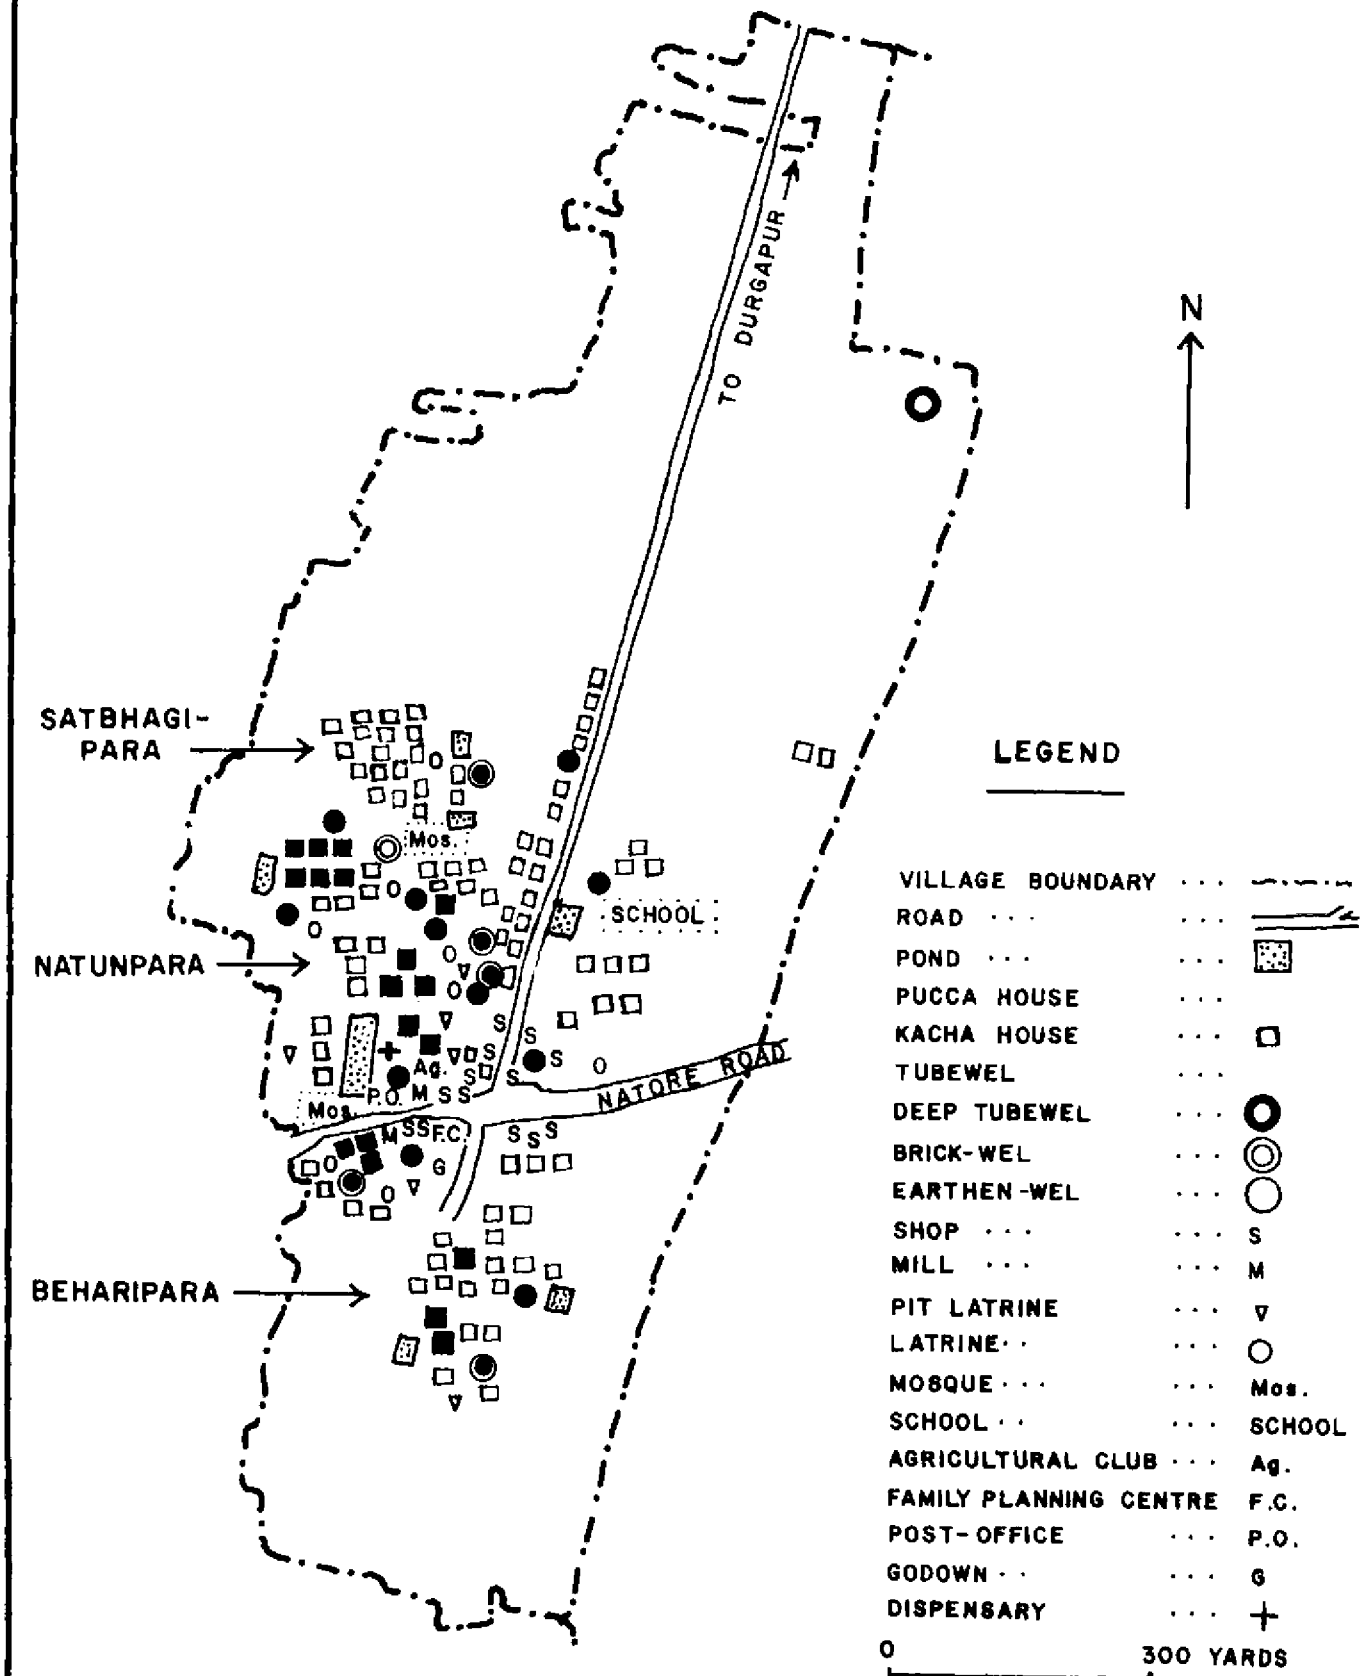 TO DURGAPUR
N
SATBHAGI-
PARA
Mos.
SCHOOL
NATUNPARA
S
S
S
S
Ag.
S
S
P.O. M S S
NATORE ROAD
Mos.
M S S F.C.
S S S
G
BEHARIPARA
LEGEND
VILLAGE BOUNDARY ...
ROAD ... ...
POND ... ...
PUCCA HOUSE ...
KACHA HOUSE ...
TUBEWEL ...
DEEP TUBEWEL ...
BRICK-WEL ...
EARTHEN-WEL ...
SHOP ... ... S
MILL ... ... M
PIT LATRINE ...
LATRINE .. ...
MOSQUE ... ... Mos.
SCHOOL .. ... SCHOOL
AGRICULTURAL CLUB ... Ag.
FAMILY PLANNING CENTRE F.C.
POST-OFFICE ... P.O.
GODOWN .. ... G
DISPENSARY ...
0 300 YARDS